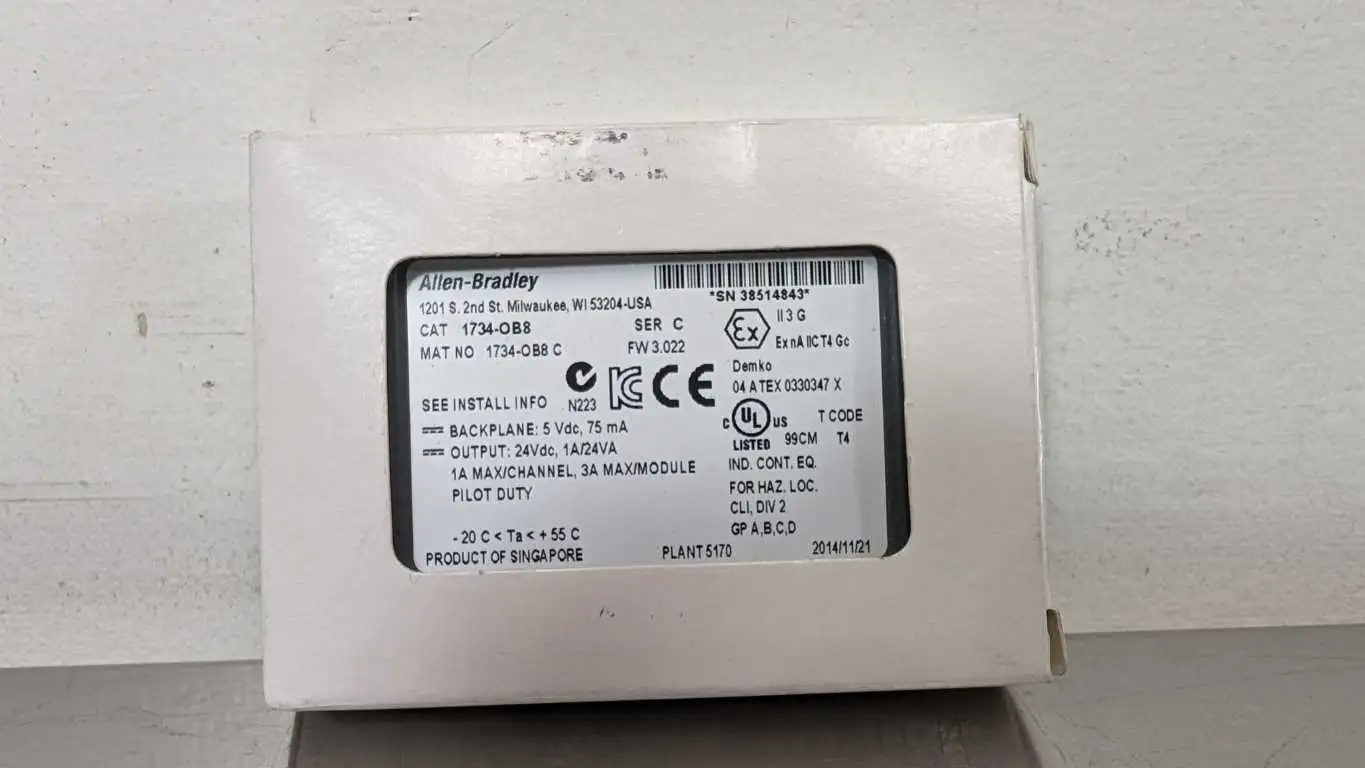 Allen-Bradley
*SN 38514843*
1201 S. 2nd St. Milwaukee, WI 53204-USA
CAT 1734-OB8 SER C
MAT NO 1734-OB8 C FW 3.022
Ex II 3 G
Ex nA IIC T4 Gc
Demko
04 ATEX 0330347 X
SEE INSTALL INFO N223 KC CE
BACKPLANE: 5 Vdc, 75 mA
OUTPUT: 24Vdc, 1A/24VA
1A MAX/CHANNEL, 3A MAX/MODULE
PILOT DUTY
C UL US T CODE
LISTED 99CM T4
IND. CONT. EQ.
FOR HAZ. LOC.
CLI, DIV 2
GP A,B,C,D
- 20 C < Ta < + 55 C
PRODUCT OF SINGAPORE PLANT 5170 2014/11/21